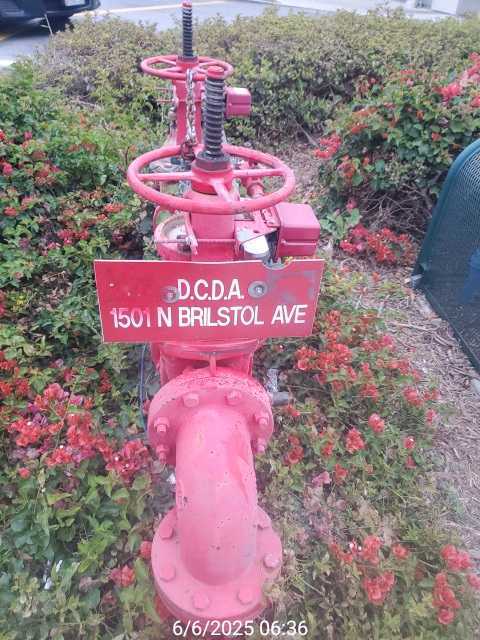 D.C.D.A.
1501 N BRILSTOL AVE
6/6/2025 06:36